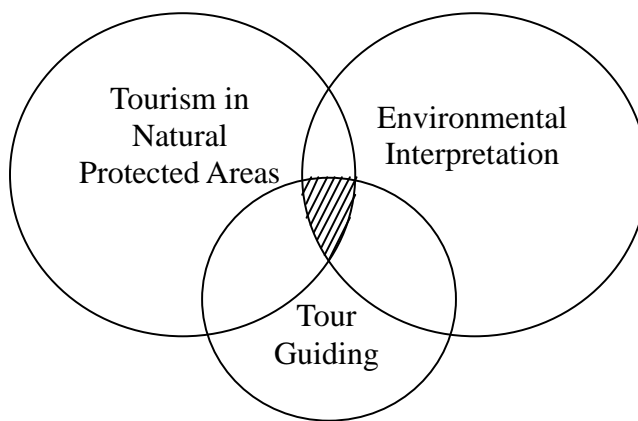 Tourism in
Natural
Protected Areas
Environmental
Interpretation
Tour
Guiding